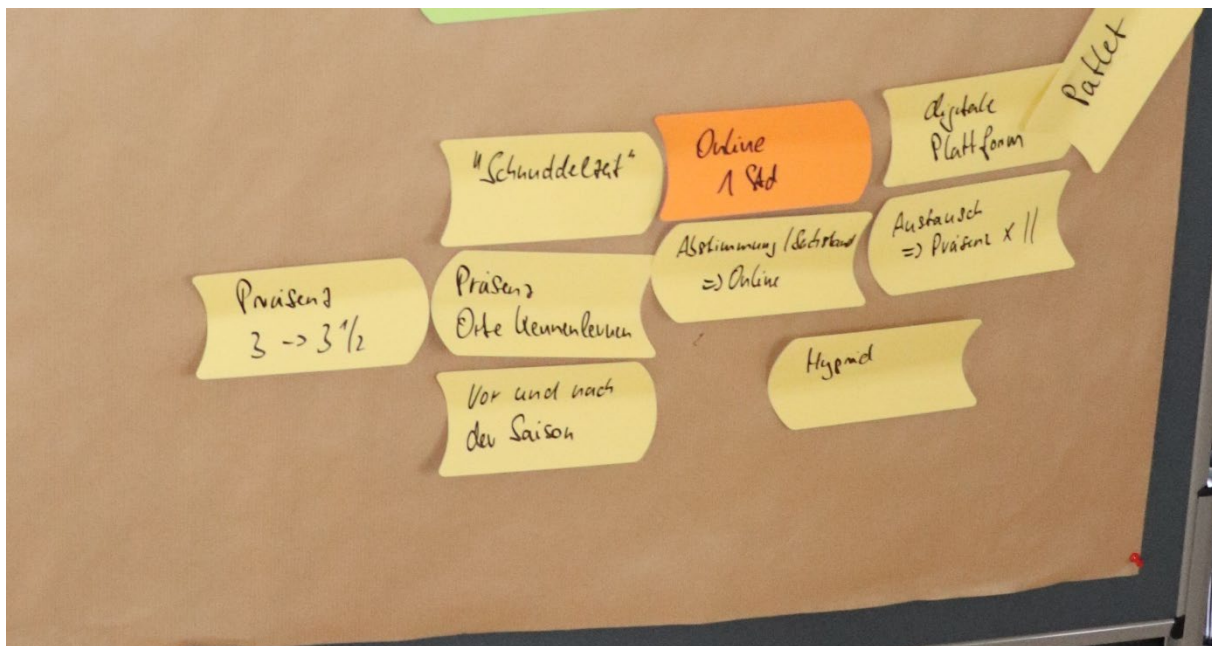 Padlet
digitale
Plattform
Online
1 Std
"Schnuddelzeit"
Austausch
=> Präsenz x ||
Abstimmung / Sachstand
=> Online
Präsenz
Orte kennenlernen
Präsenz
3 -> 3 1/2
Hyprid
Vor und nach
der Saison